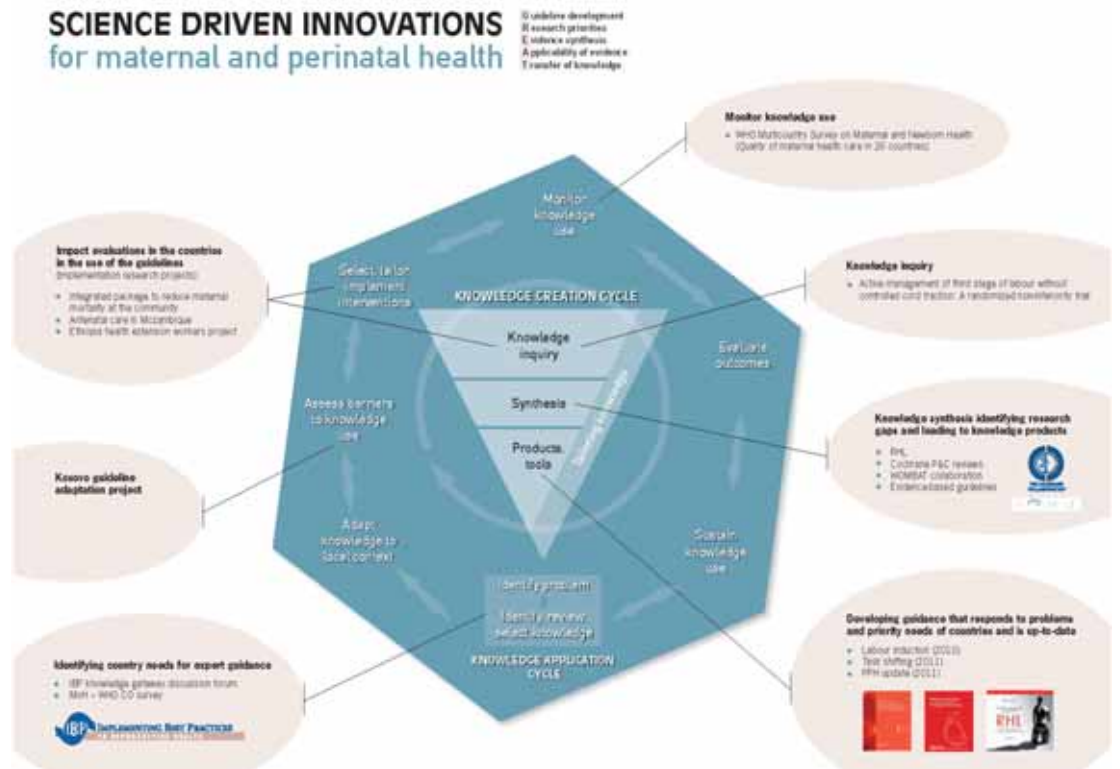 SCIENCE DRIVEN INNOVATIONS
for maternal and perinatal health
Guideline development
Research priorities
Evidence synthesis
Applicability of evidence
Transfer of knowledge
Monitor knowledge use
WHO Multicountry Survey on Maternal and Newborn Health
(Quality of maternal health care in 29 countries)
Impact evaluations in the countries
in the use of the guidelines
(implementation research projects)
Integrated package to reduce maternal
mortality at the community
Antenatal care in Mozambique
Ethiopia health extension workers project
Knowledge inquiry
Active management of third stage of labour without
controlled cord traction: A randomized noninferiority trial
Monitor
knowledge
use
Select, tailor
implement
interventions
KNOWLEDGE CREATION CYCLE
Knowledge
inquiry
Evaluate
outcomes
Synthesis
Assess barriers
to knowledge
use
Products,
tools
Knowledge synthesis identifying research
gaps and leading to knowledge products
RHL
Cochrane P&C reviews
WOMBAT collaboration
Evidence-based guidelines
Kosovo guideline
adaptation project
Adapt
knowledge to
local context
Sustain
knowledge
use
Identify problem
Identify review,
select knowledge
KNOWLEDGE APPLICATION
CYCLE
Identifying country needs for expert guidance
IBP knowledge gateway discussion forum
MoH – WHO CO survey
IBP IMPLEMENTING BEST PRACTICES
Developing guidance that responds to problems
and priority needs of countries and is up-to-date
Labour induction (2010)
Task shifting (2011)
PPH update (2011)
RHL